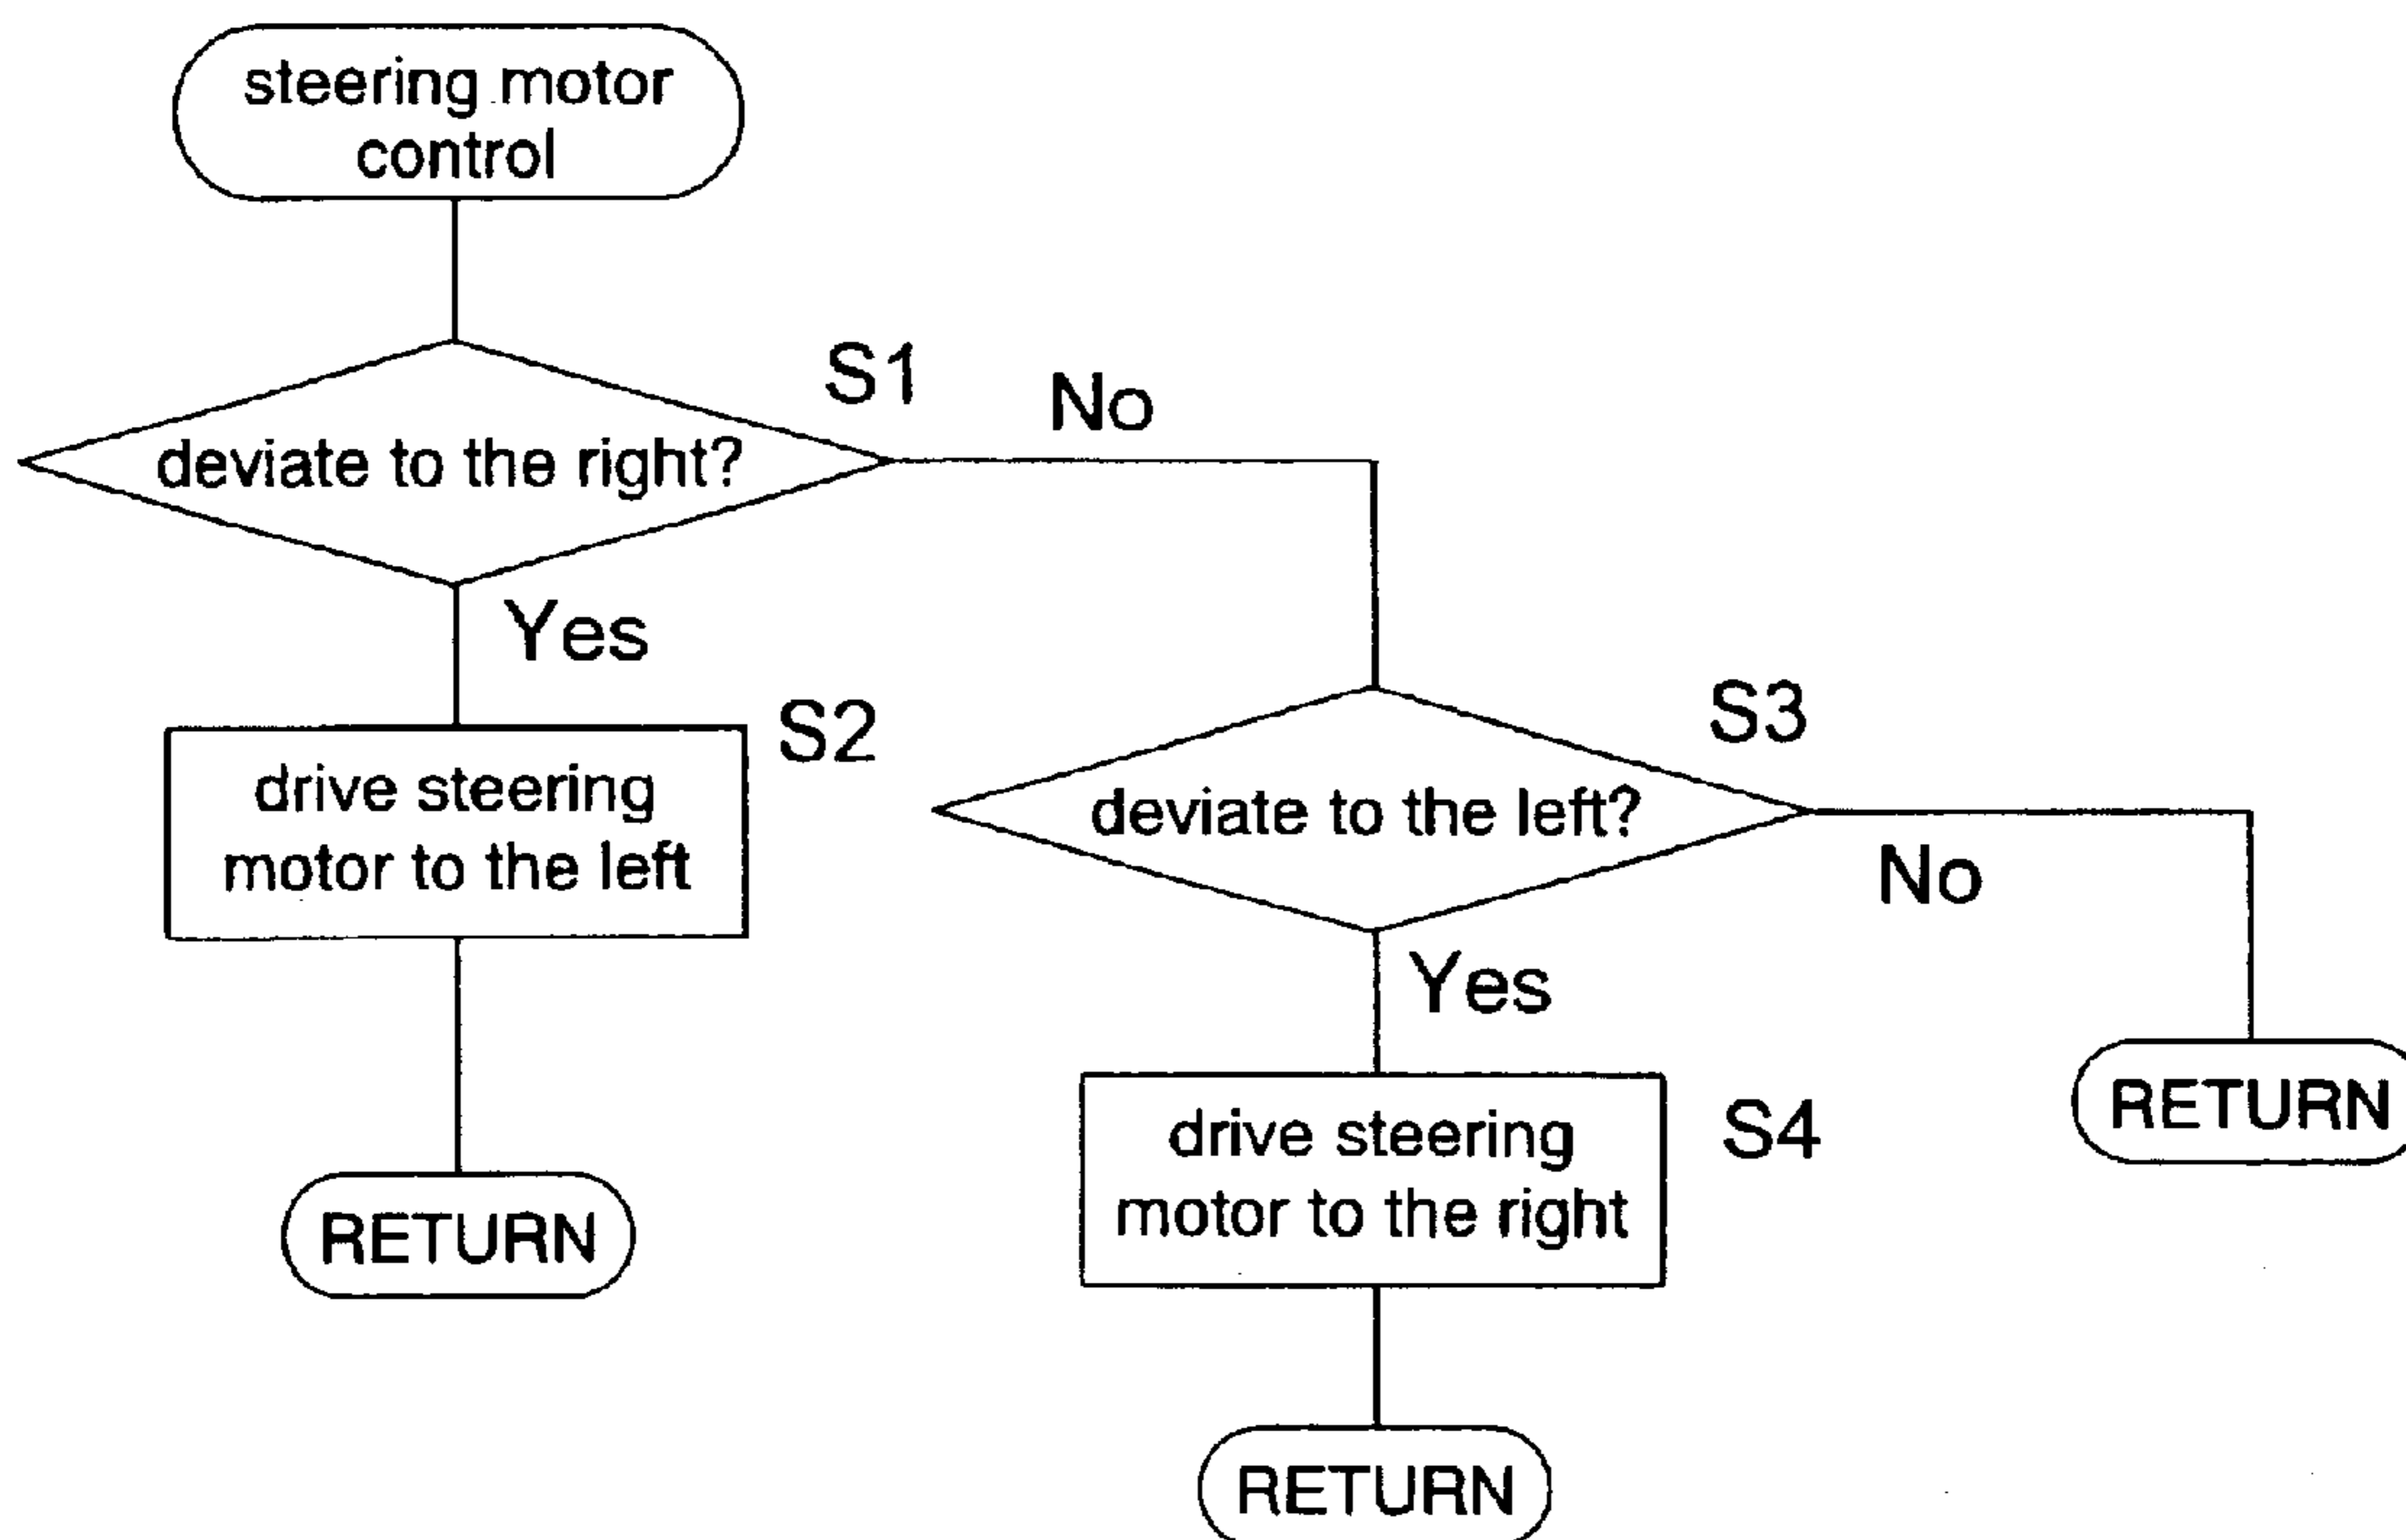 steering motor
control
S1
No
deviate to the right?
Yes
S2
drive steering
motor to the left
RETURN
S3
deviate to the left?
No
Yes
S4
drive steering
motor to the right
RETURN
RETURN